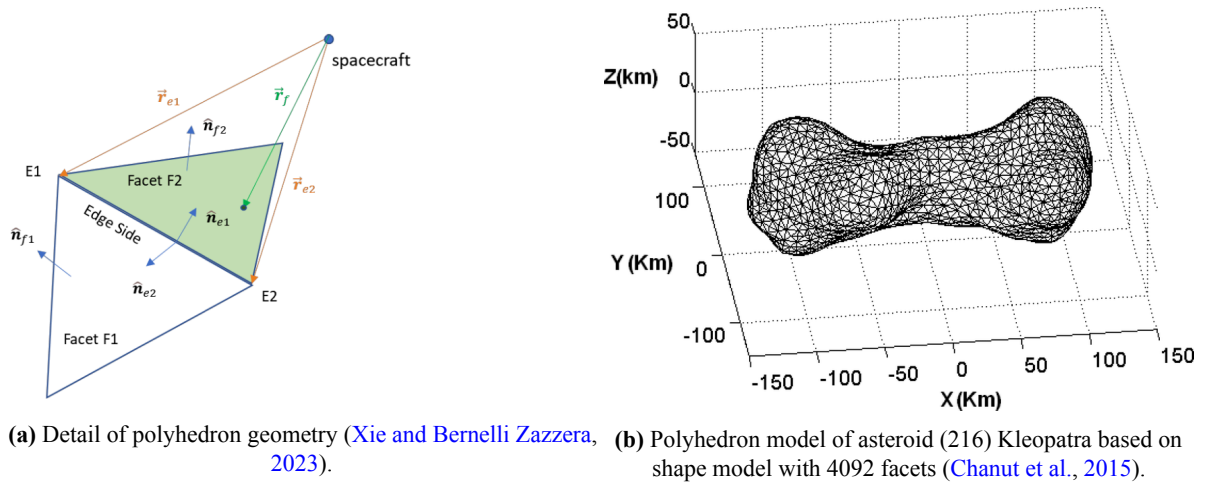 spacecraft
r⃗e1
r⃗f
n̂f2
E1
Facet F2
r⃗e2
Edge Side
n̂e1
n̂f1
n̂e2
E2
Facet F1
50
Z(km) 0
-50
100
Y (Km) 0
-100
-150 -100 -50 0 50 100 150
X (Km)
(a) Detail of polyhedron geometry (Xie and Bernelli Zazzera,
2023).
(b) Polyhedron model of asteroid (216) Kleopatra based on
shape model with 4092 facets (Chanut et al., 2015).